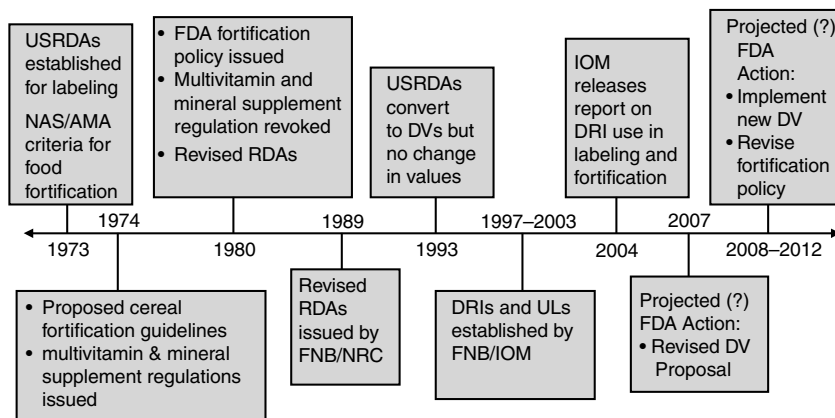 USRDAs
established
for labeling
NAS/AMA
criteria for
food
fortification
• FDA fortification
policy issued
• Multivitamin and
mineral supplement
regulation revoked
• Revised RDAs
USRDAs
convert
to DVs but
no change
in values
IOM
releases
report on
DRI use in
labeling and
fortification
Projected (?)
FDA
Action:
• Implement
new DV
• Revise
fortification
policy
1974
1989
1997–2003
2007
1973
1980
1993
2004
2008–2012
• Proposed cereal
fortification guidelines
• multivitamin & mineral
supplement regulations
issued
Revised
RDAs
issued by
FNB/NRC
DRIs and ULs
established by
FNB/IOM
Projected (?)
FDA Action:
• Revised DV
Proposal